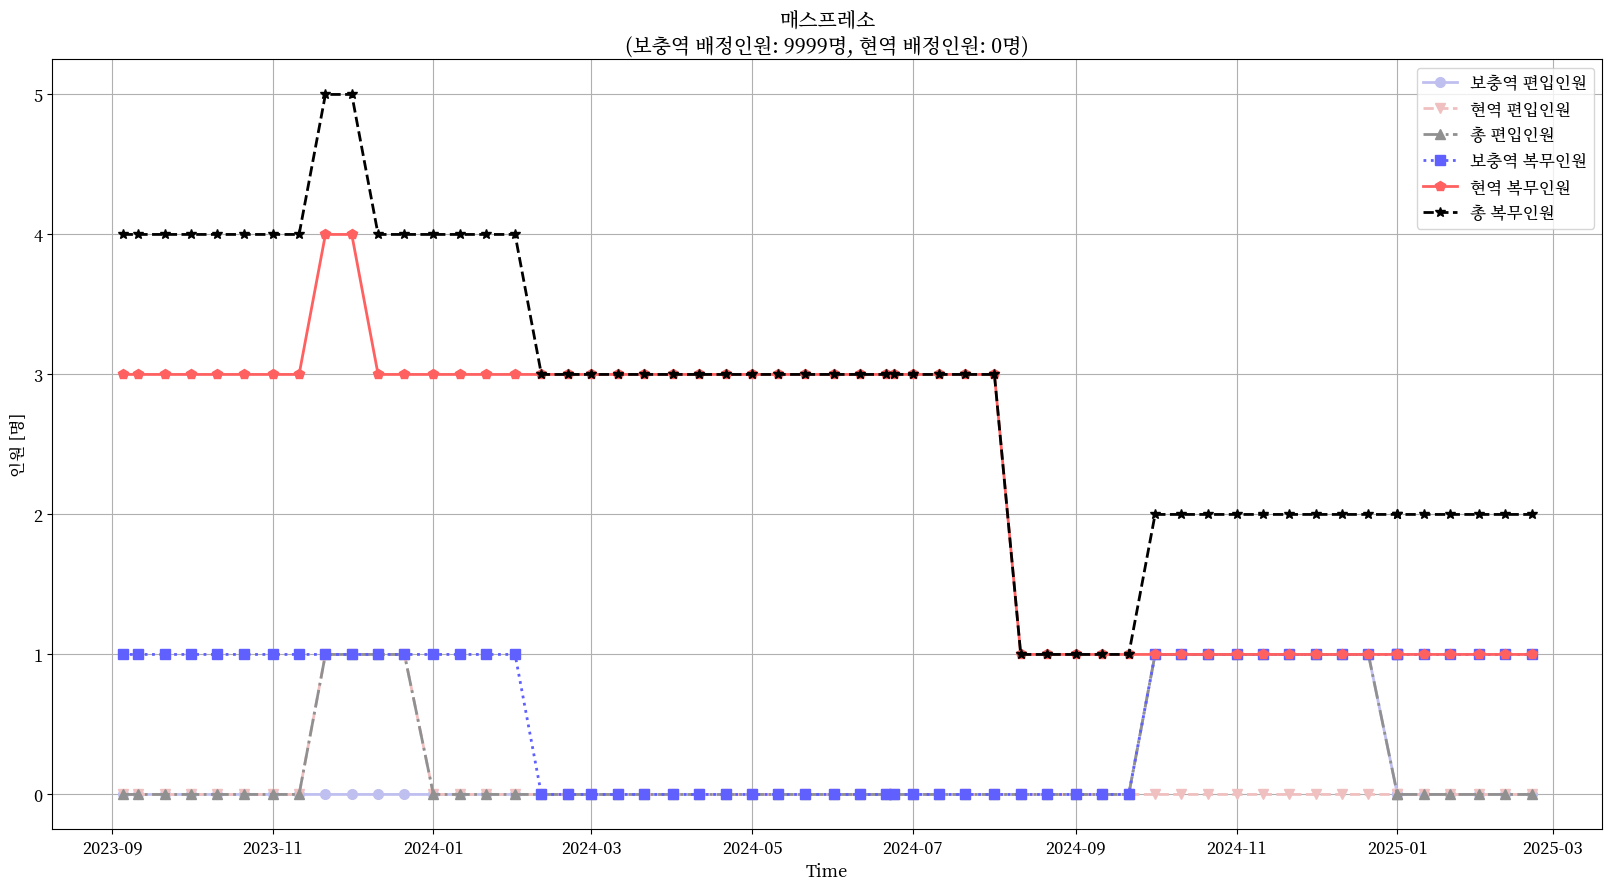 매스프레소
(보충역 배정인원: 9999명, 현역 배정인원: 0명)
보충역 편입인원
현역 편입인원
총 편입인원
보충역 복무인원
현역 복무인원
총 복무인원
인원 [명]
5
4
3
2
1
0
2023-09 2023-11 2024-01 2024-03 2024-05 2024-07 2024-09 2024-11 2025-01 2025-03
Time